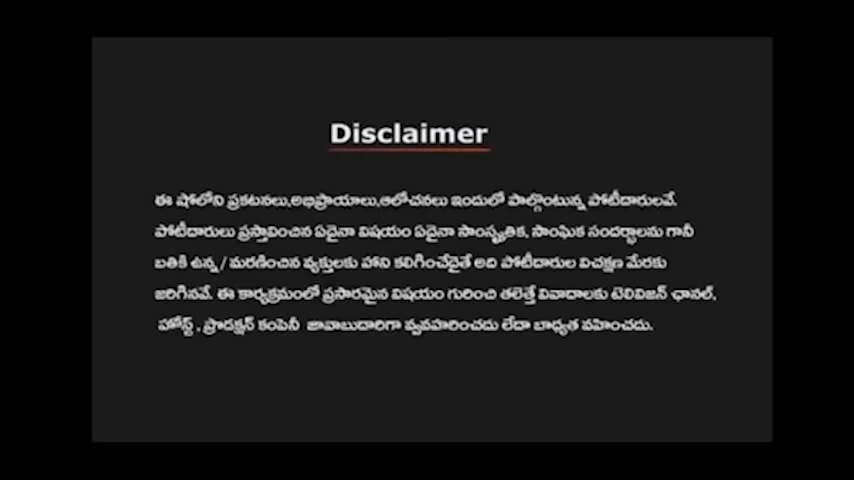 Disclaimer
ఈ షోలోని ప్రకటనలు,అభిప్రాయాలు,ఆలోచనలు ఇందులో పాల్గొంటున్న పోటీదారులవే.
పోటీదారులు ప్రస్తావించిన ఏదైనా విషయం ఏదైనా సాంస్కృతిక, సాంఘిక సందర్భాలను గానీ
బతికి ఉన్న / మరణించిన వ్యక్తులకు హాని కలిగించేదైతే అది పోటీదారుల విచక్షణ మేరకు
జరిగినవే. ఈ కార్యక్రమంలో ప్రసారమైన విషయం గురించి తలెత్తే వివాదాలకు టెలివిజన్ ఛానల్,
హోస్ట్ , ప్రొడక్షన్ కంపెనీ జావాబుదారిగా వ్వవహరించదు లేదా బాధ్యత వహించదు.